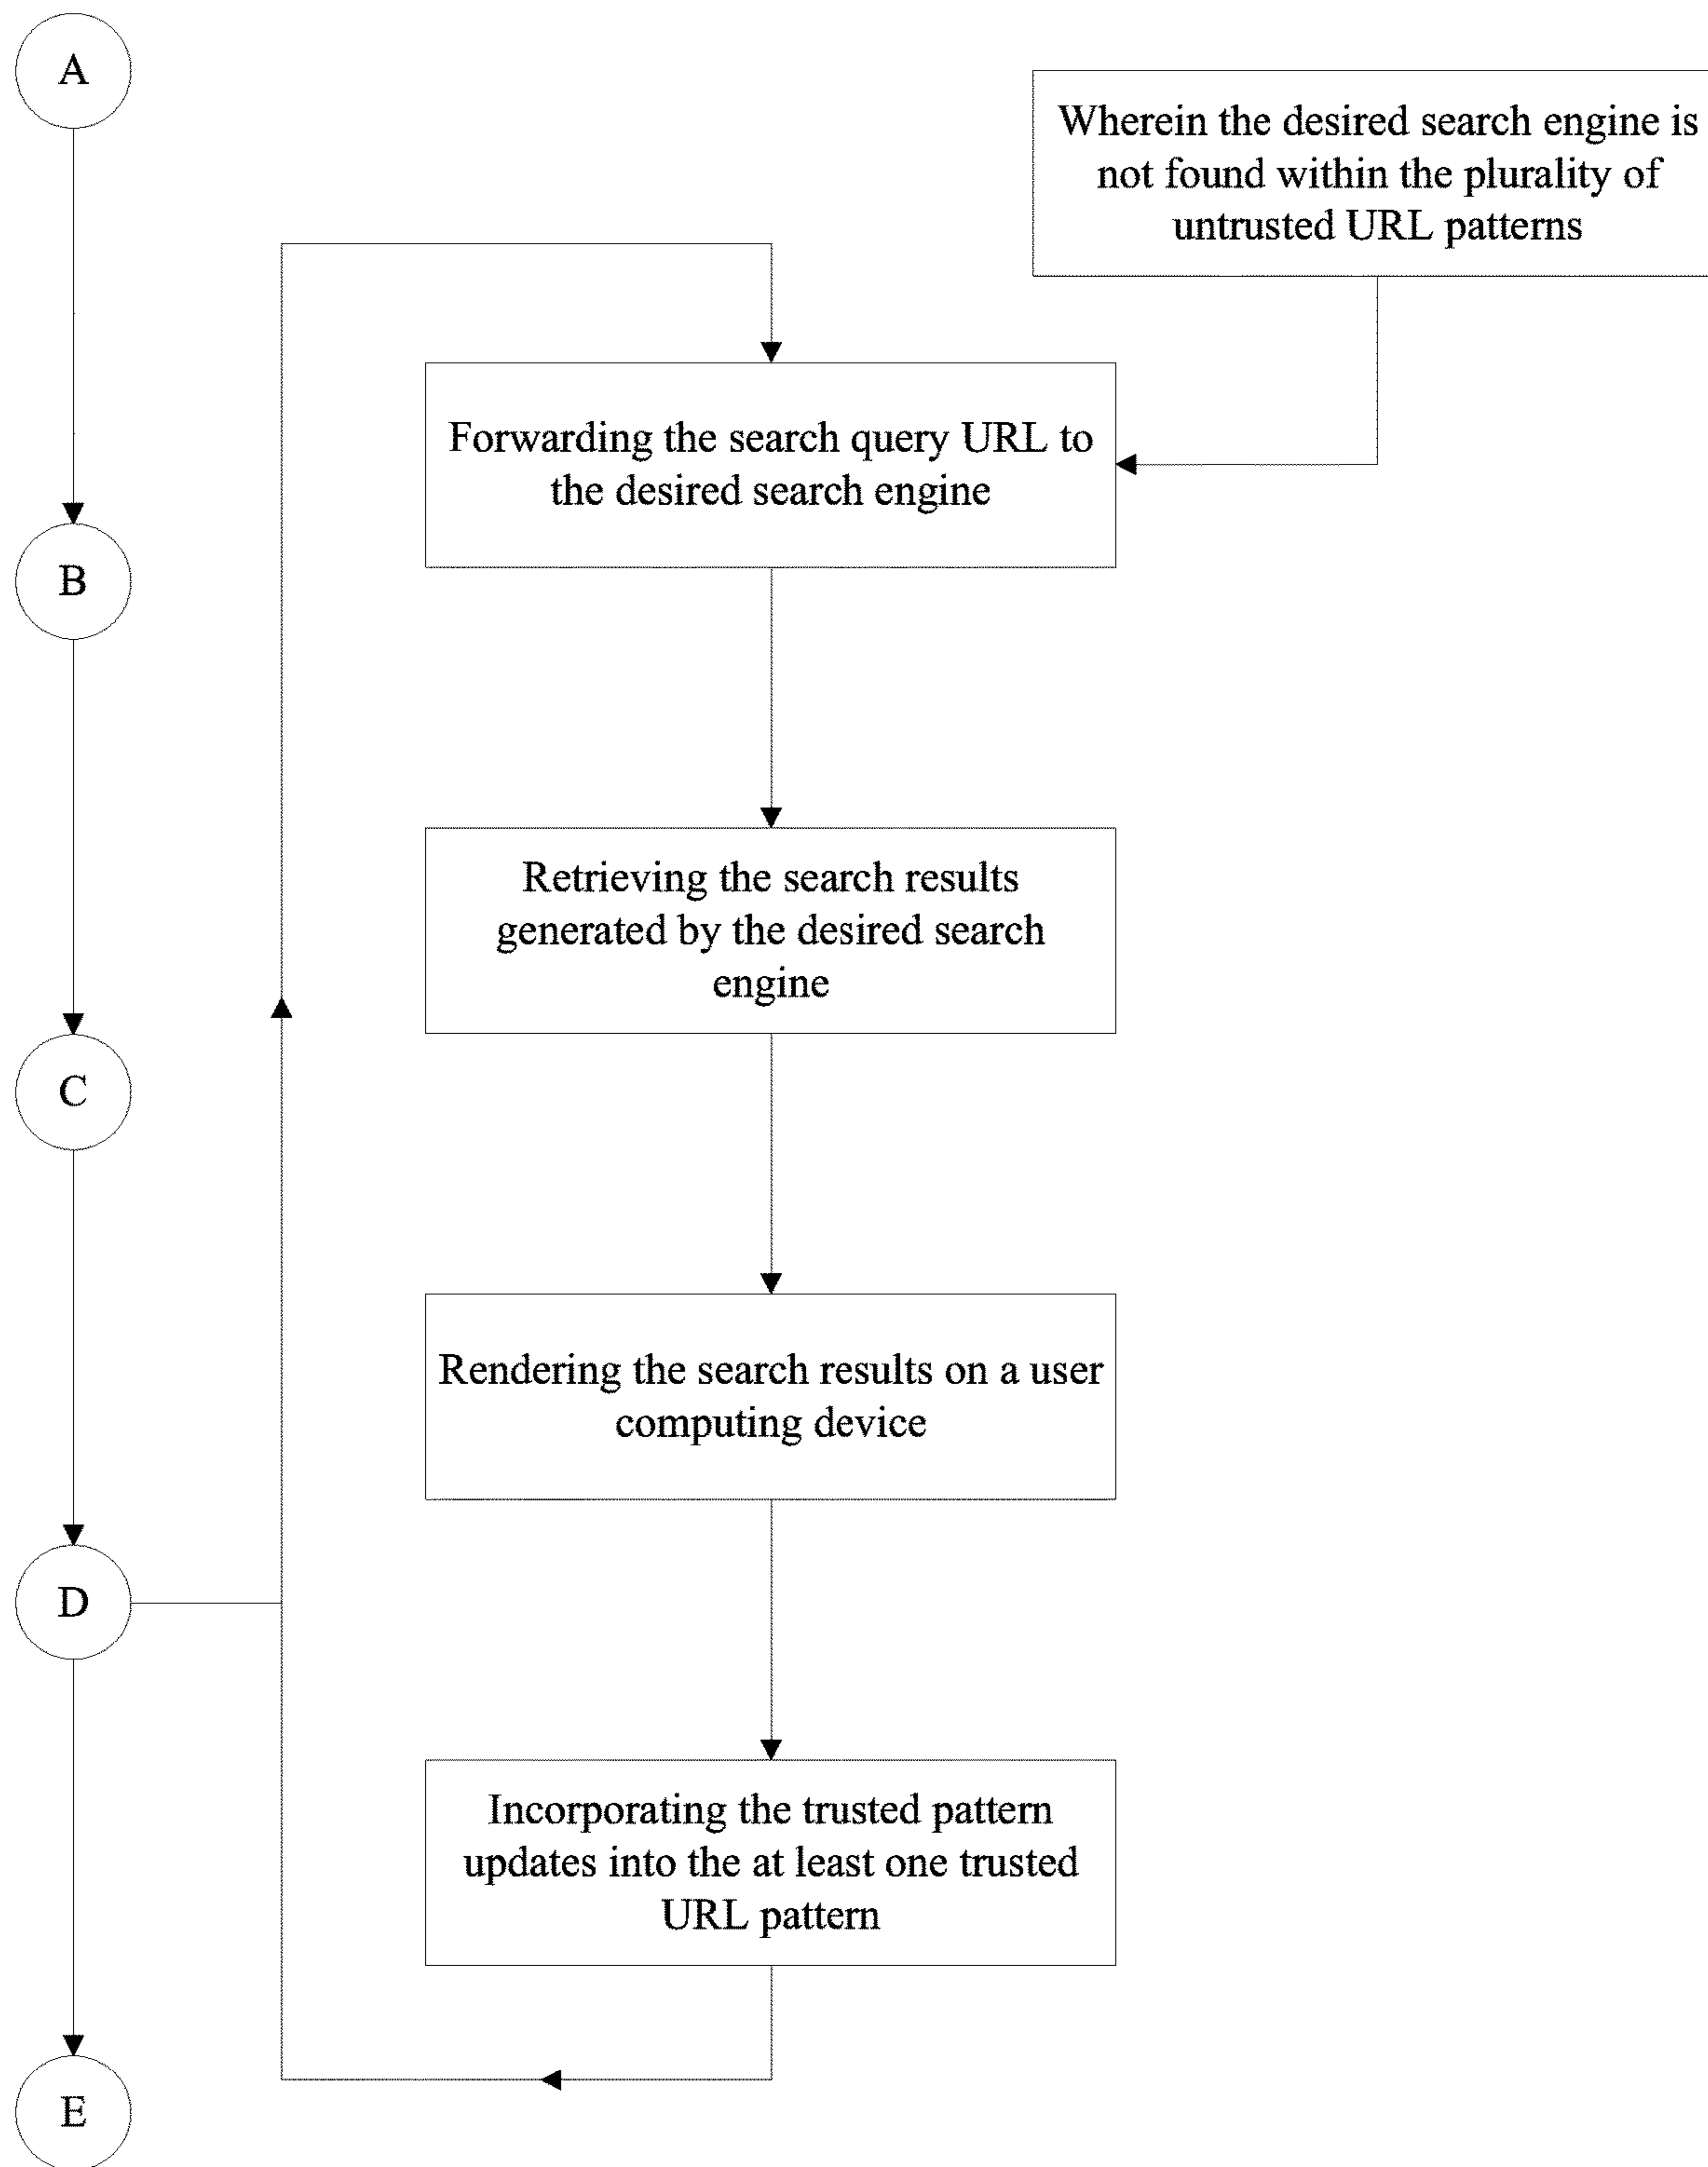 A
Wherein the desired search engine is
not found within the plurality of
untrusted URL patterns
Forwarding the search query URL to
the desired search engine
B
Retrieving the search results
generated by the desired search
engine
C
Rendering the search results on a user
computing device
D
Incorporating the trusted pattern
updates into the at least one trusted
URL pattern
E